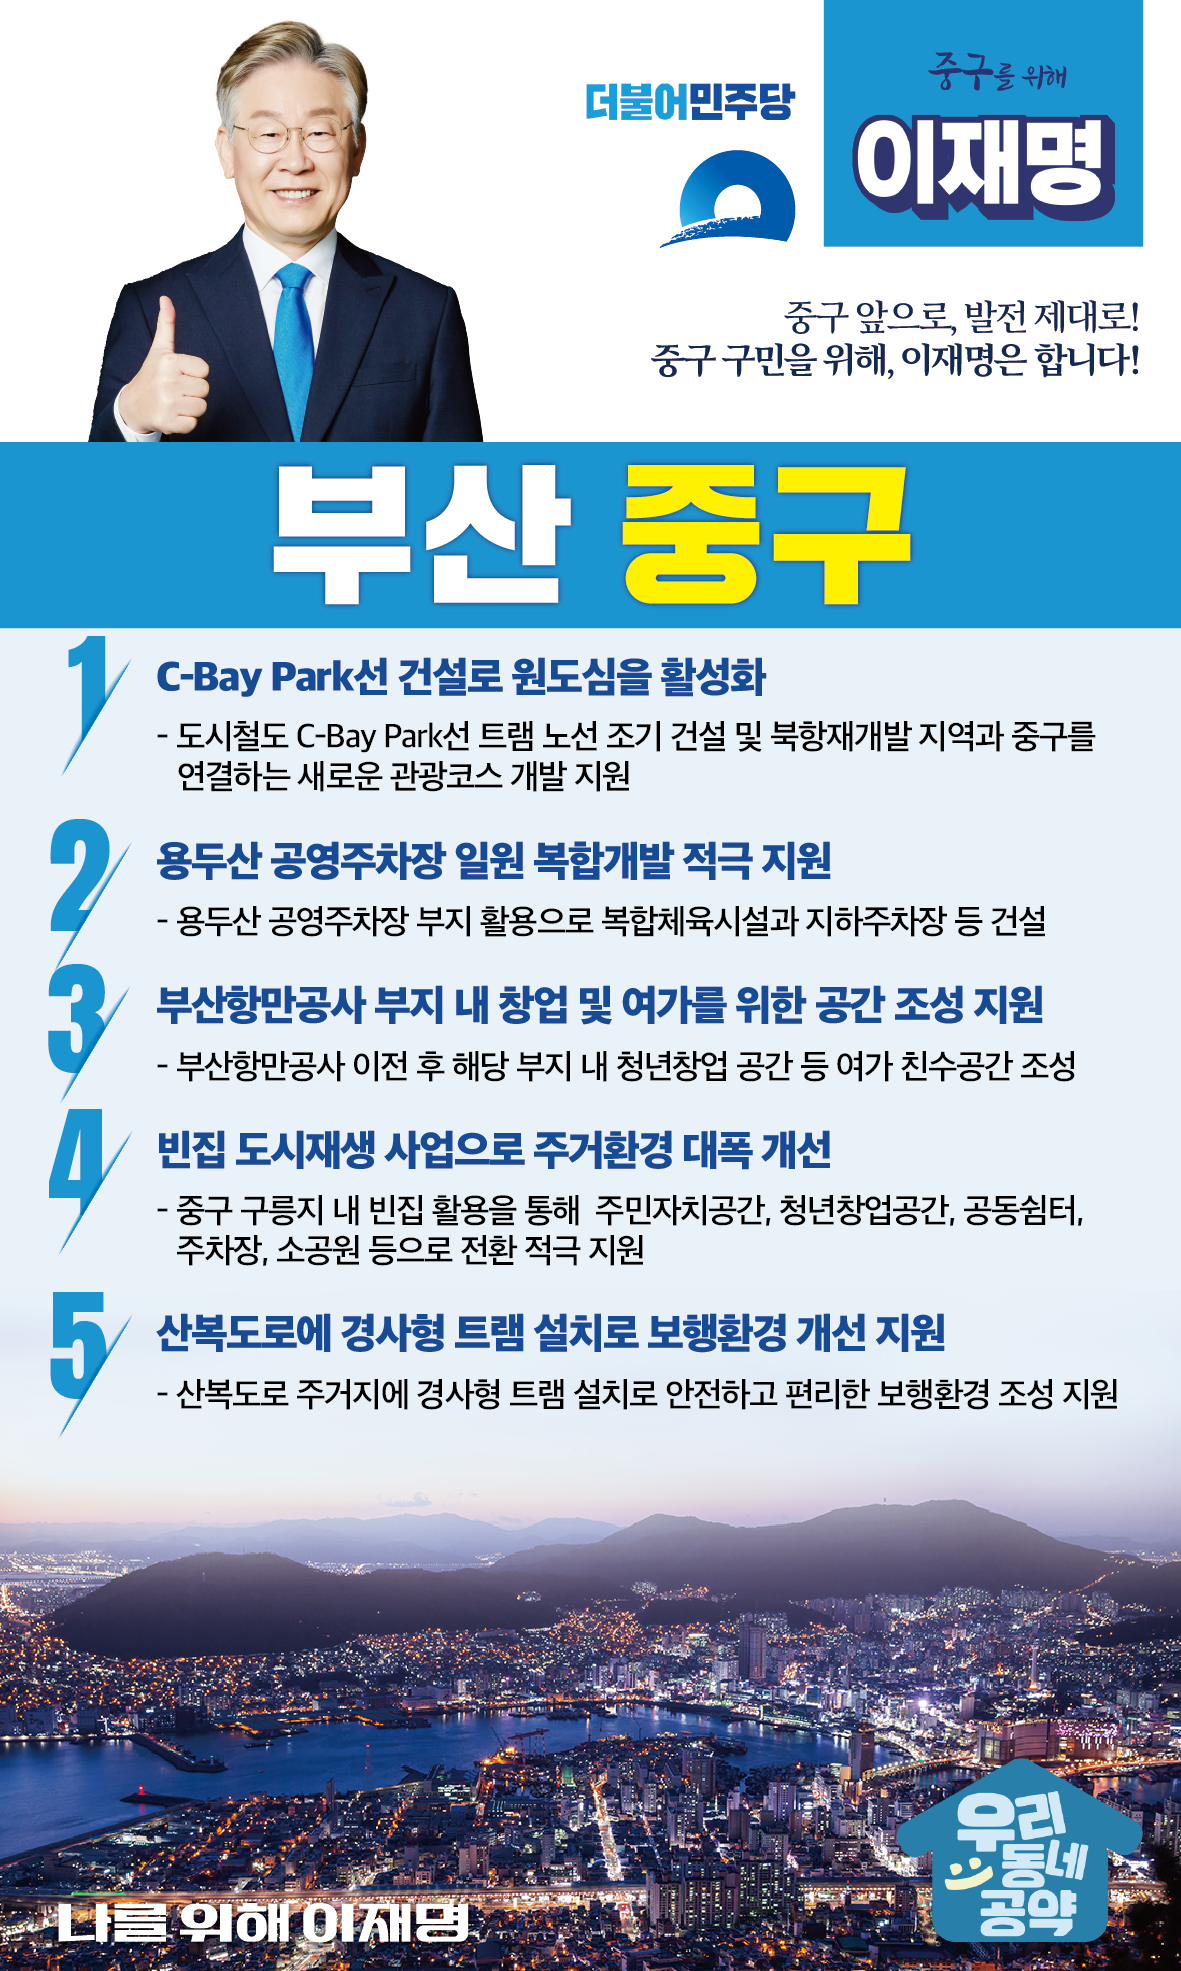 더불어민주당
중구를 위해
이재명
중구 앞으로, 발전 제대로!
중구 구민을 위해, 이재명은 합니다!
부산 중구
1
C-Bay Park선 건설로 원도심을 활성화
- 도시철도 C-Bay Park선 트램 노선 조기 건설 및 북항재개발 지역과 중구를
연결하는 새로운 관광코스 개발 지원
2
용두산 공영주차장 일원 복합개발 적극 지원
- 용두산 공영주차장 부지 활용으로 복합체육시설과 지하주차장 등 건설
3
부산항만공사 부지 내 창업 및 여가를 위한 공간 조성 지원
- 부산항만공사 이전 후 해당 부지 내 청년창업 공간 등 여가 친수공간 조성
4
빈집 도시재생 사업으로 주거환경 대폭 개선
- 중구 구릉지 내 빈집 활용을 통해 주민자치공간, 청년창업공간, 공동쉼터,
주차장, 소공원 등으로 전환 적극 지원
5
산복도로에 경사형 트램 설치로 보행환경 개선 지원
- 산복도로 주거지에 경사형 트램 설치로 안전하고 편리한 보행환경 조성 지원
우리
동네
공약
나를 위해 이재명